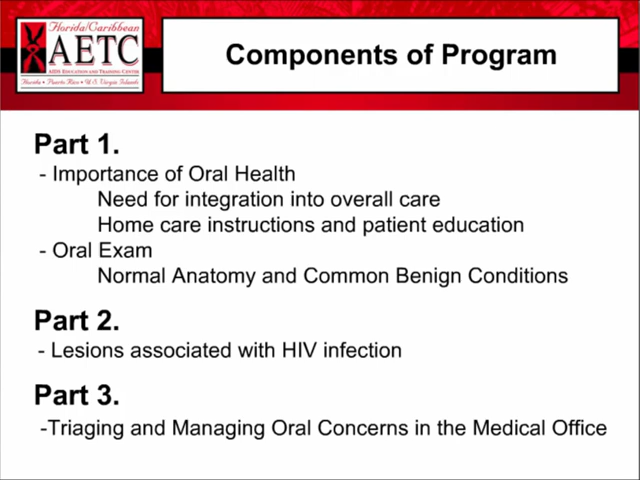 Florida/Caribbean
AETC
AIDS EDUCATION AND TRAINING CENTER
Florida • Puerto Rico • U.S. Virgin Islands
Components of Program
Part 1.
- Importance of Oral Health
Need for integration into overall care
Home care instructions and patient education
- Oral Exam
Normal Anatomy and Common Benign Conditions
Part 2.
- Lesions associated with HIV infection
Part 3.
-Triaging and Managing Oral Concerns in the Medical Office